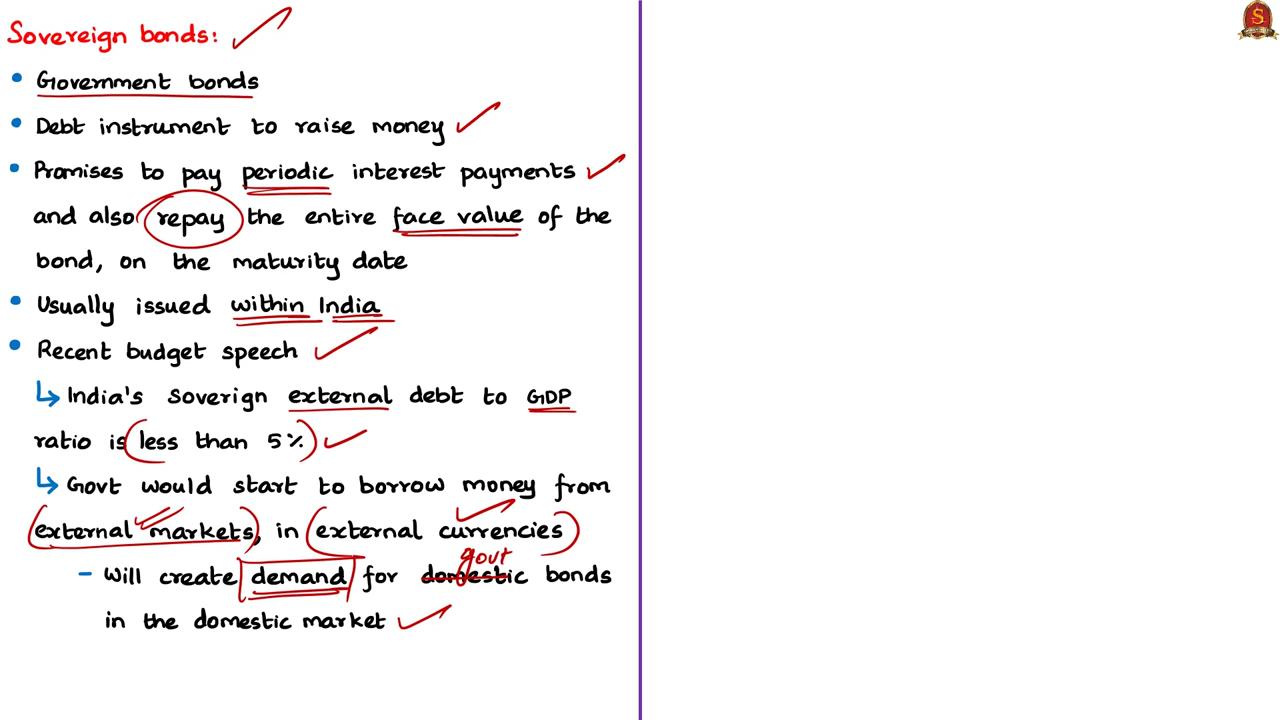 Sovereign bonds:
• Government bonds
• Debt instrument to raise money
• Promises to pay periodic interest payments
and also repay the entire face value of the
bond, on the maturity date
• Usually issued within India
• Recent budget speech
↳ India's soverign external debt to GDP
ratio is (less than 5%)
↳ Govt would start to borrow money from
(external markets), in (external currencies)
govt
- Will create demand for domestic bonds
in the domestic market
S